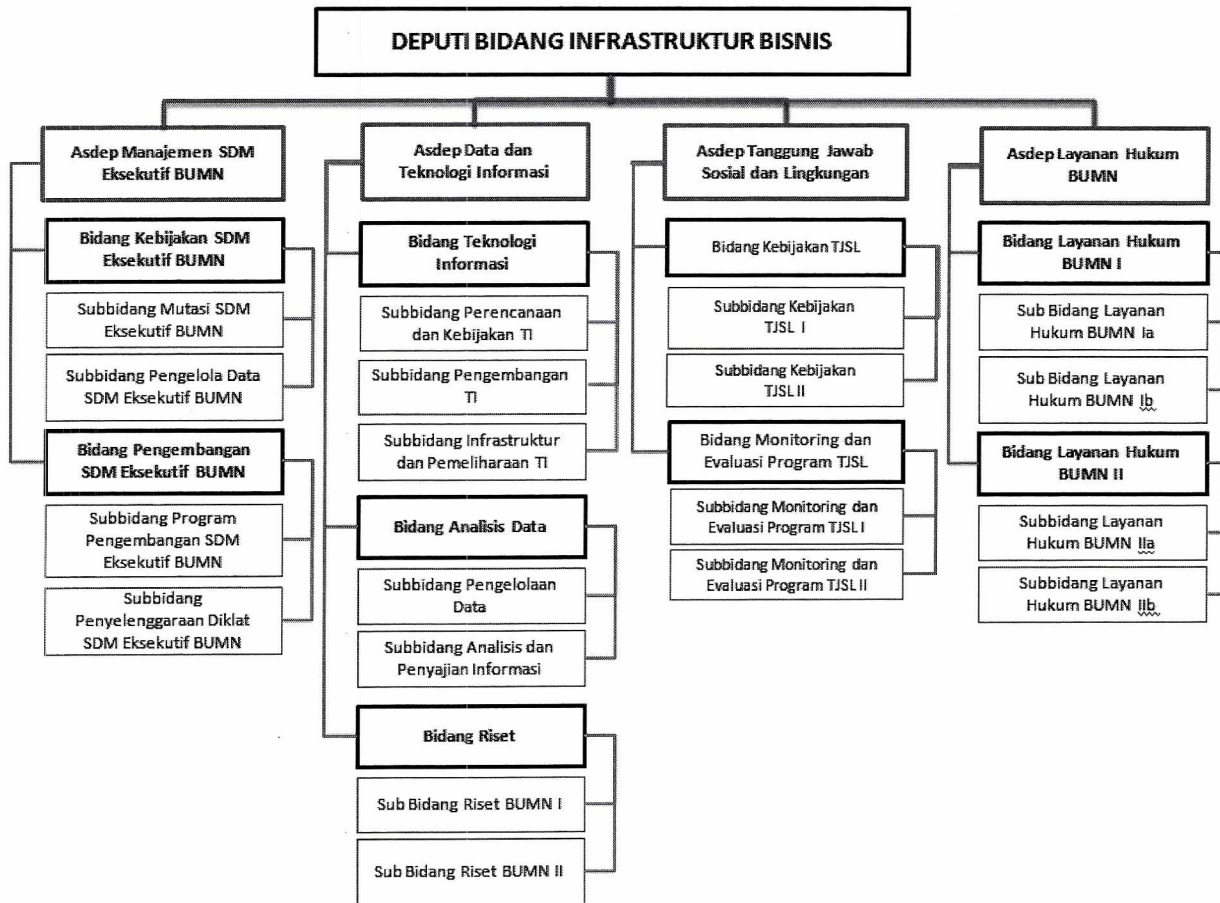 DEPUTI BIDANG INFRASTRUKTUR BISNIS
Asdep Manajemen SDM
Eksekutif BUMN
Bidang Kebijakan SDM
Eksekutif BUMN
Subbidang Mutasi SDM
Eksekutif BUMN
Subbidang Pengelola Data
SDM Eksekutif BUMN
Bidang Pengembangan
SDM Eksekutif BUMN
Subbidang Program
Pengembangan SDM
Eksekutif BUMN
Subbidang
Penyelenggaraan Diklat
SDM Eksekutif BUMN
Asdep Data dan
Teknologi Informasi
Bidang Teknologi
Informasi
Subbidang Perencanaan
dan Kebijakan TI
Subbidang Pengembangan
TI
Subbidang Infrastruktur
dan Pemeliharaan TI
Bidang Analisis Data
Subbidang Pengelolaan
Data
Subbidang Analisis dan
Penyajian Informasi
Bidang Riset
Sub Bidang Riset BUMN I
Sub Bidang Riset BUMN II
Asdep Tanggung Jawab
Sosial dan Lingkungan
Bidang Kebijakan TJSL
Subbidang Kebijakan
TJSL I
Subbidang Kebijakan
TJSL II
Bidang Monitoring dan
Evaluasi Program TJSL
Subbidang Monitoring dan
Evaluasi Program TJSL I
Subbidang Monitoring dan
Evaluasi Program TJSL II
Asdep Layanan Hukum
BUMN
Bidang Layanan Hukum
BUMN I
Sub Bidang Layanan
Hukum BUMN Ia
Sub Bidang Layanan
Hukum BUMN Ib
Bidang Layanan Hukum
BUMN II
Subbidang Layanan
Hukum BUMN IIa
Subbidang Layanan
Hukum BUMN IIb